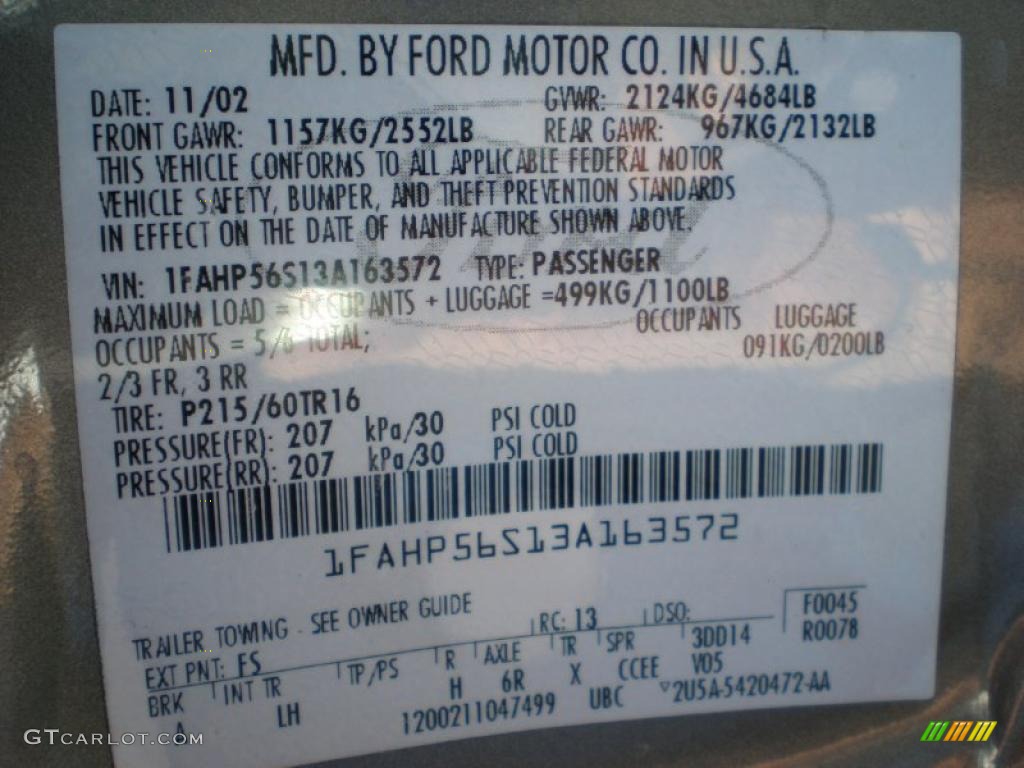 MFD. BY FORD MOTOR CO. IN U.S.A.
DATE: 11/02 GVWR: 2124KG/4684LB
FRONT GAWR: 1157KG/2552LB REAR GAWR: 967KG/2132LB
THIS VEHICLE CONFORMS TO ALL APPLICABLE FEDERAL MOTOR
VEHICLE SAFETY, BUMPER, AND THEFT PREVENTION STANDARDS
IN EFFECT ON THE DATE OF MANUFACTURE SHOWN ABOVE.
VIN: 1FAHP56S13A163572 TYPE: PASSENGER
MAXIMUM LOAD = OCCUPANTS + LUGGAGE =499KG/1100LB
OCCUPANTS LUGGAGE
OCCUPANTS = 5/6 TOTAL; 091KG/0200LB
2/3 FR, 3 RR
TIRE: P215/60TR16
PRESSURE(FR): 207 kPa/30 PSI COLD
PRESSURE(RR): 207 kPa/30 PSI COLD
1FAHP56S13A163572
TRAILER TOWING - SEE OWNER GUIDE
EXT PNT: FS RC: 13 DSO: F0045
R0078
BRK INT TR TP/PS R AXLE TR SPR 3DD14
A LH H 6R X CCEE V05
1200211047499 UBC ▽2U5A-5420472-AA
GTCARLOT.COM